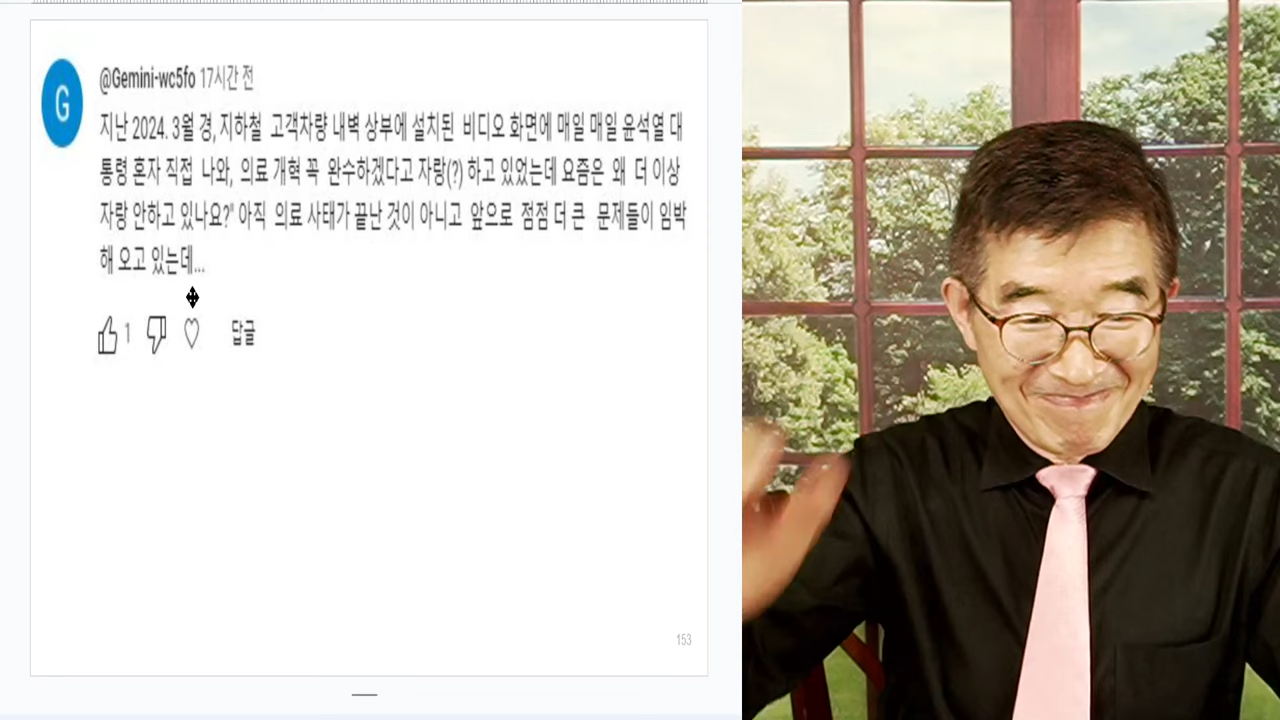 G
@Gemini-wc5fo 17시간 전
지난 2024. 3월 경, 지하철 고객차량 내벽 상부에 설치된 비디오 화면에 매일 매일 윤석열 대
통령 혼자 직접 나와, 의료 개혁 꼭 완수하겠다고 자랑(?) 하고 있었는데 요즘은 왜 더 이상
자랑 안하고 있나요?" 아직 의료 사태가 끝난 것이 아니고 앞으로 점점 더 큰 문제들이 임박
해 오고 있는데...
1 답글
153